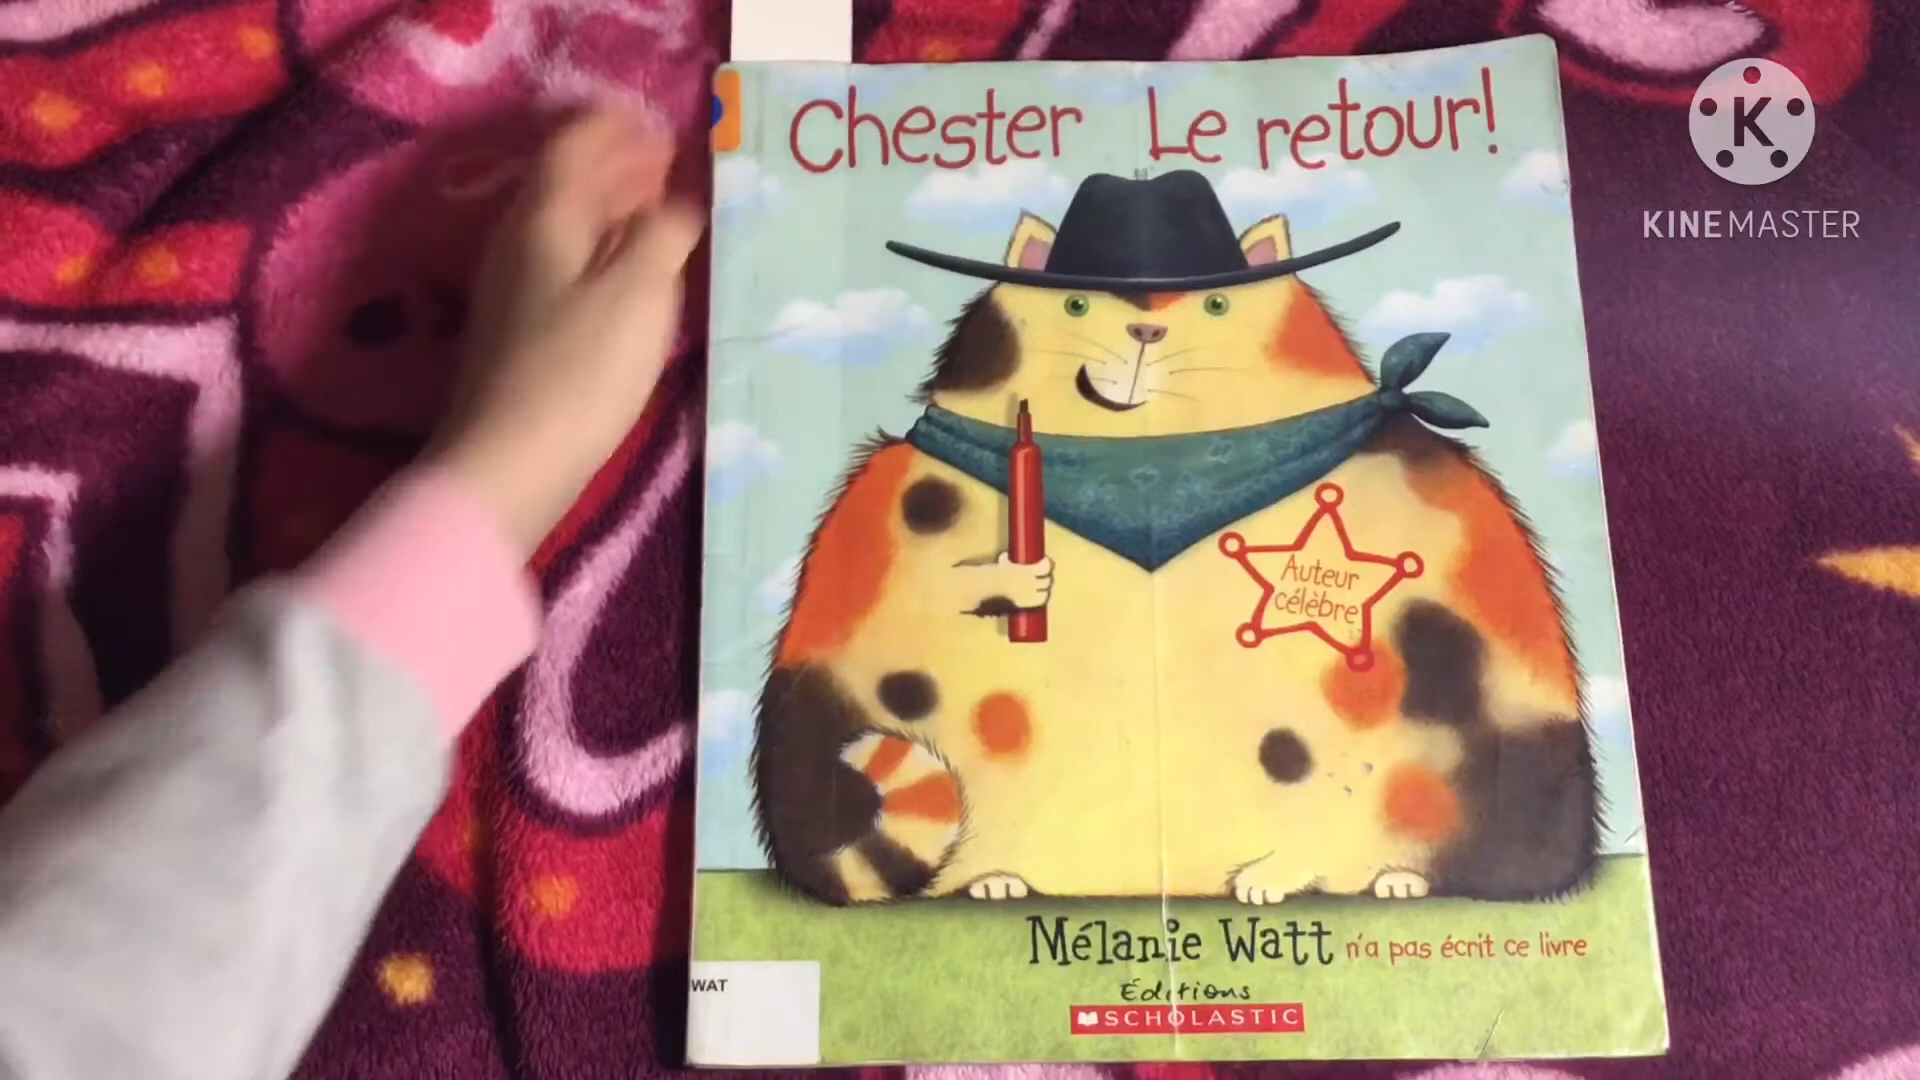 Chester Le retour!
K
KINEMASTER
Auteur
célèbre
Mélanie Watt n'a pas écrit ce livre
WAT
Éditions
SCHOLASTIC